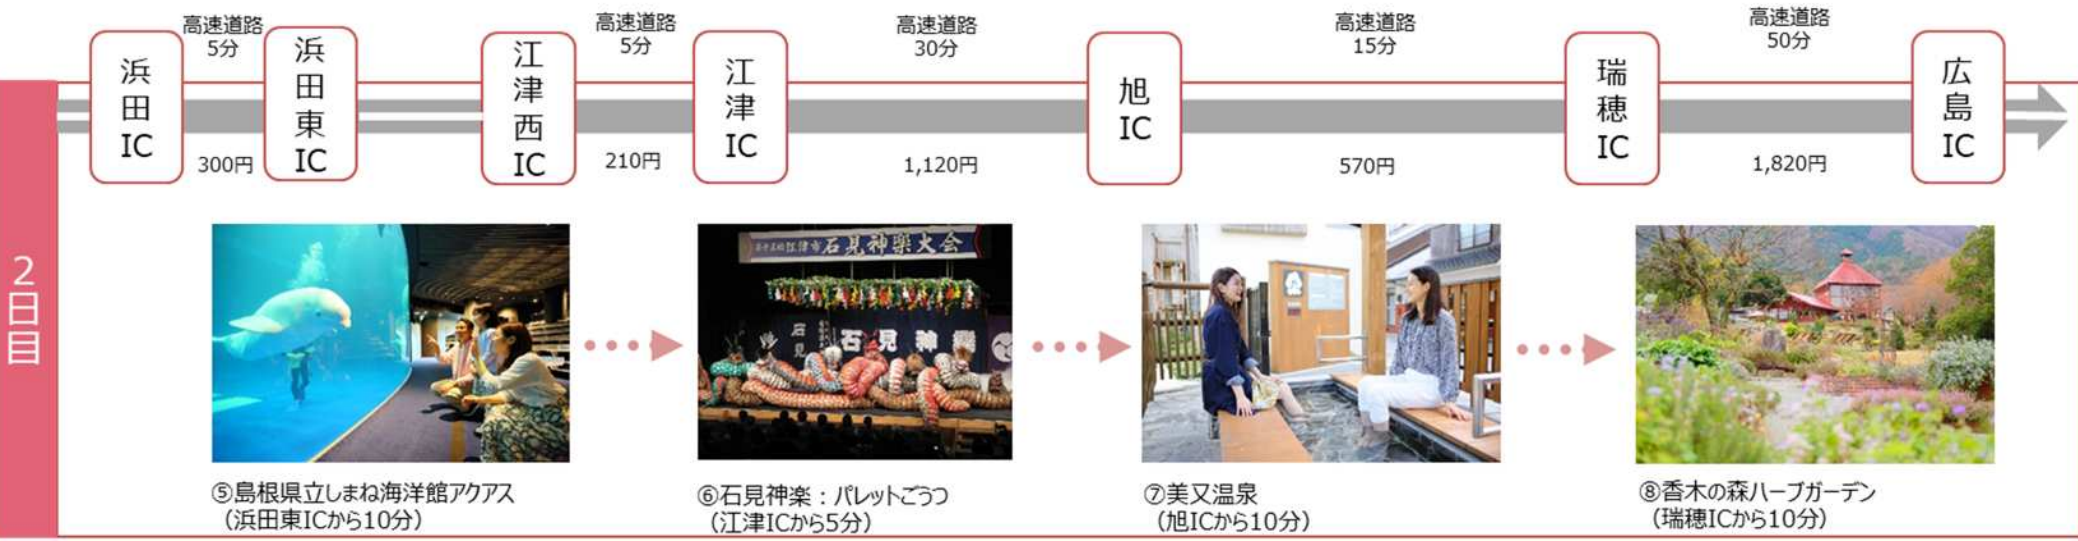 高速道路
5分
高速道路
5分
高速道路
30分
高速道路
15分
高速道路
50分
浜田IC
浜田東IC
江津西IC
江津IC
旭IC
瑞穂IC
広島IC
300円
210円
1,120円
570円
1,820円
2日目
江津市石見神楽大会
石見
石見神楽
⑤島根県立しまね海洋館アクアス
（浜田東ICから10分）
⑥石見神楽：パレットごうつ
（江津ICから5分）
⑦美又温泉
（旭ICから10分）
⑧香木の森ハーブガーデン
（瑞穂ICから10分）